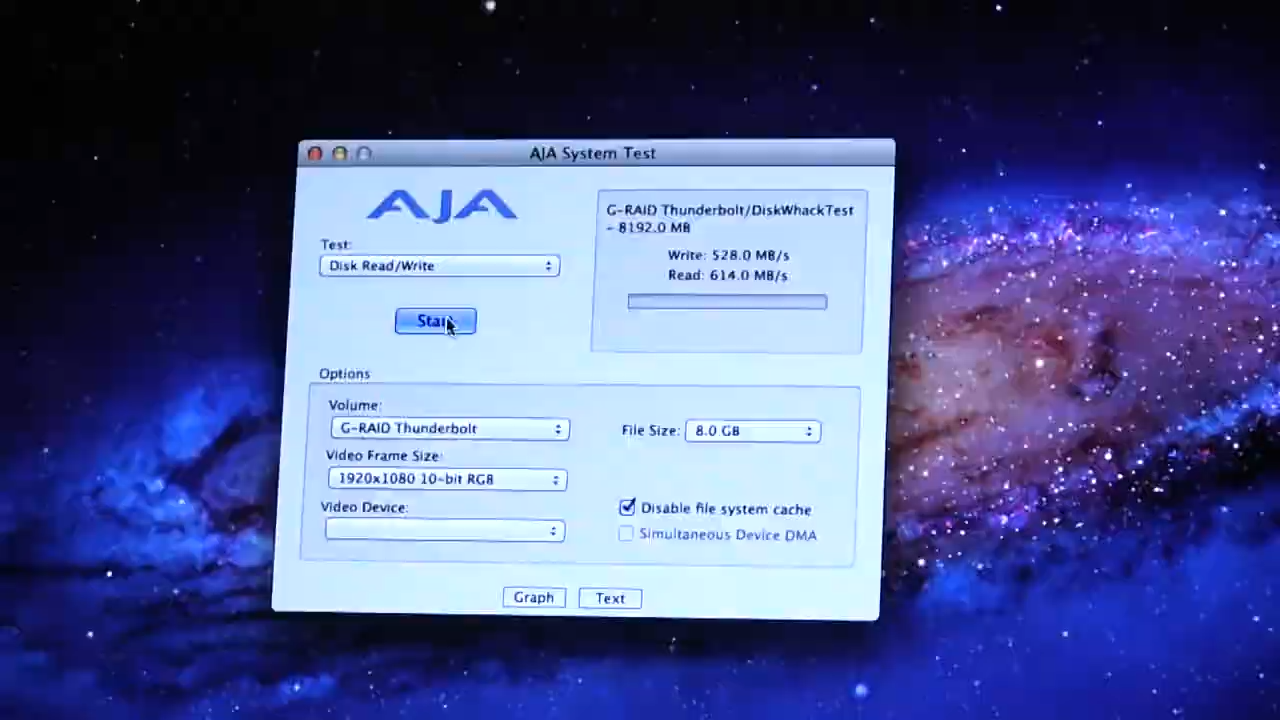 AJA System Test
AJA
Test:
Disk Read/Write
G-RAID Thunderbolt/DiskWhackTest
- 8192.0 MB
Write: 528.0 MB/s
Read: 614.0 MB/s
Start
Options
Volume:
G-RAID Thunderbolt
File Size: 8.0 GB
Video Frame Size:
1920x1080 10-bit RGB
Video Device:
Disable file system cache
Simultaneous Device DMA
Graph
Text